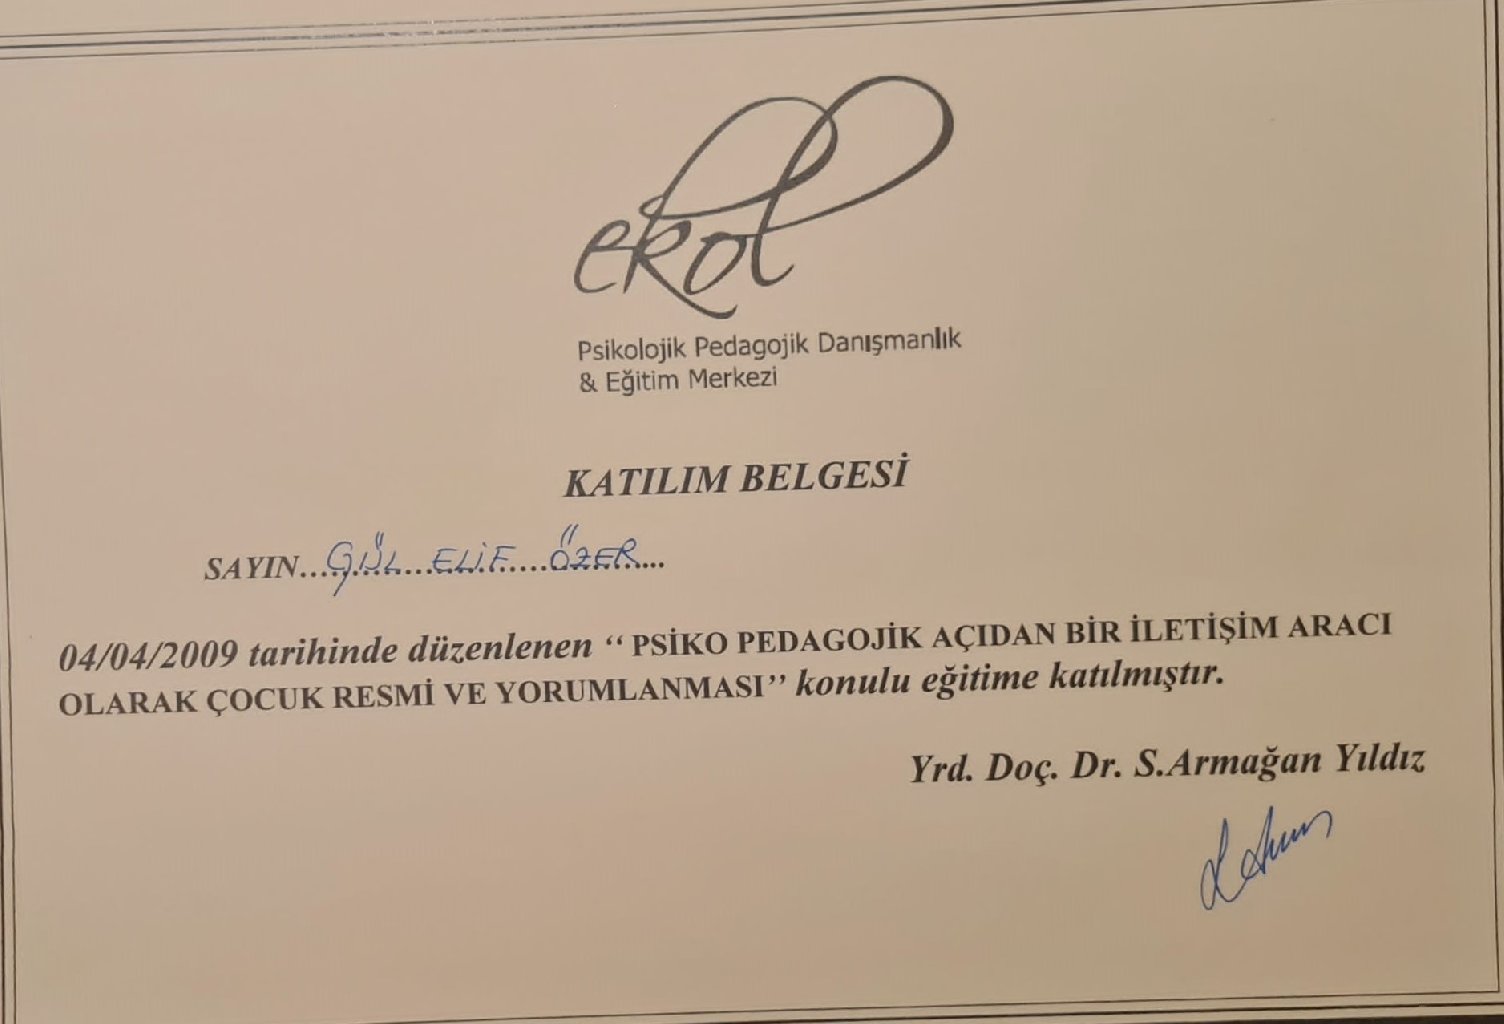 ekol
Psikolojik Pedagojik Danışmanlık
& Eğitim Merkezi
KATILIM BELGESİ
SAYIN...GÜL...ELİF.....ÖZER...
04/04/2009 tarihinde düzenlenen “ PSİKO PEDAGOJİK AÇIDAN BİR İLETİŞİM ARACI
OLARAK ÇOCUK RESMİ VE YORUMLANMASI” konulu eğitime katılmıştır.
Yrd. Doç. Dr. S.Armağan Yıldız